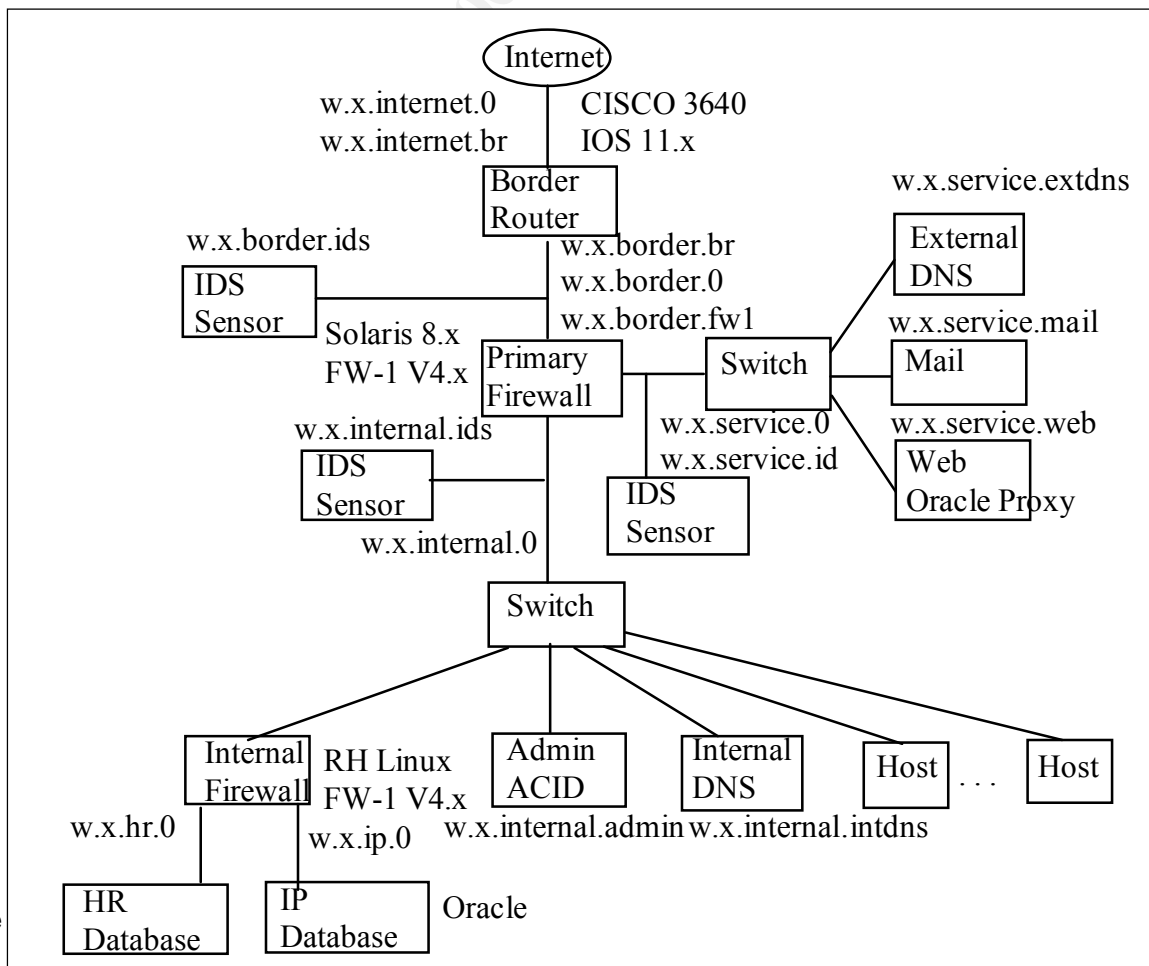 Internet
w.x.internet.0
w.x.internet.br
CISCO 3640
IOS 11.x
Border
Router
w.x.service.extdns
External
DNS
w.x.border.ids
IDS
Sensor
w.x.border.br
w.x.border.0
w.x.border.fw1
Solaris 8.x
FW-1 V4.x
Primary
Firewall
Switch
w.x.service.mail
Mail
w.x.service.0
w.x.service.id
w.x.service.web
Web
Oracle Proxy
w.x.internal.ids
IDS
Sensor
IDS
Sensor
w.x.internal.0
Switch
Internal
Firewall
RH Linux
FW-1 V4.x
Admin
ACID
Internal
DNS
Host
. . .
Host
w.x.hr.0
w.x.ip.0
w.x.internal.admin
w.x.internal.intdns
HR
Database
IP
Database
Oracle